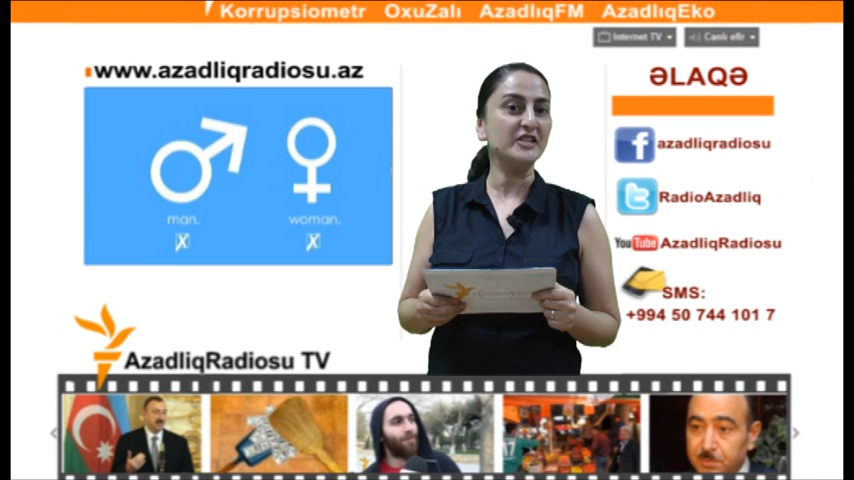 Korrupsiometr OxuZalı AzadlıqFM AzadlıqEko
Internet TV Canlı efir
www.azadliqradiosu.az
man. woman.
ƏLAQƏ
azadliqradiosu
RadioAzadliq
YouTube AzadliqRadiosu
SMS:
+994 50 744 101 7
AzadliqRadiosu TV